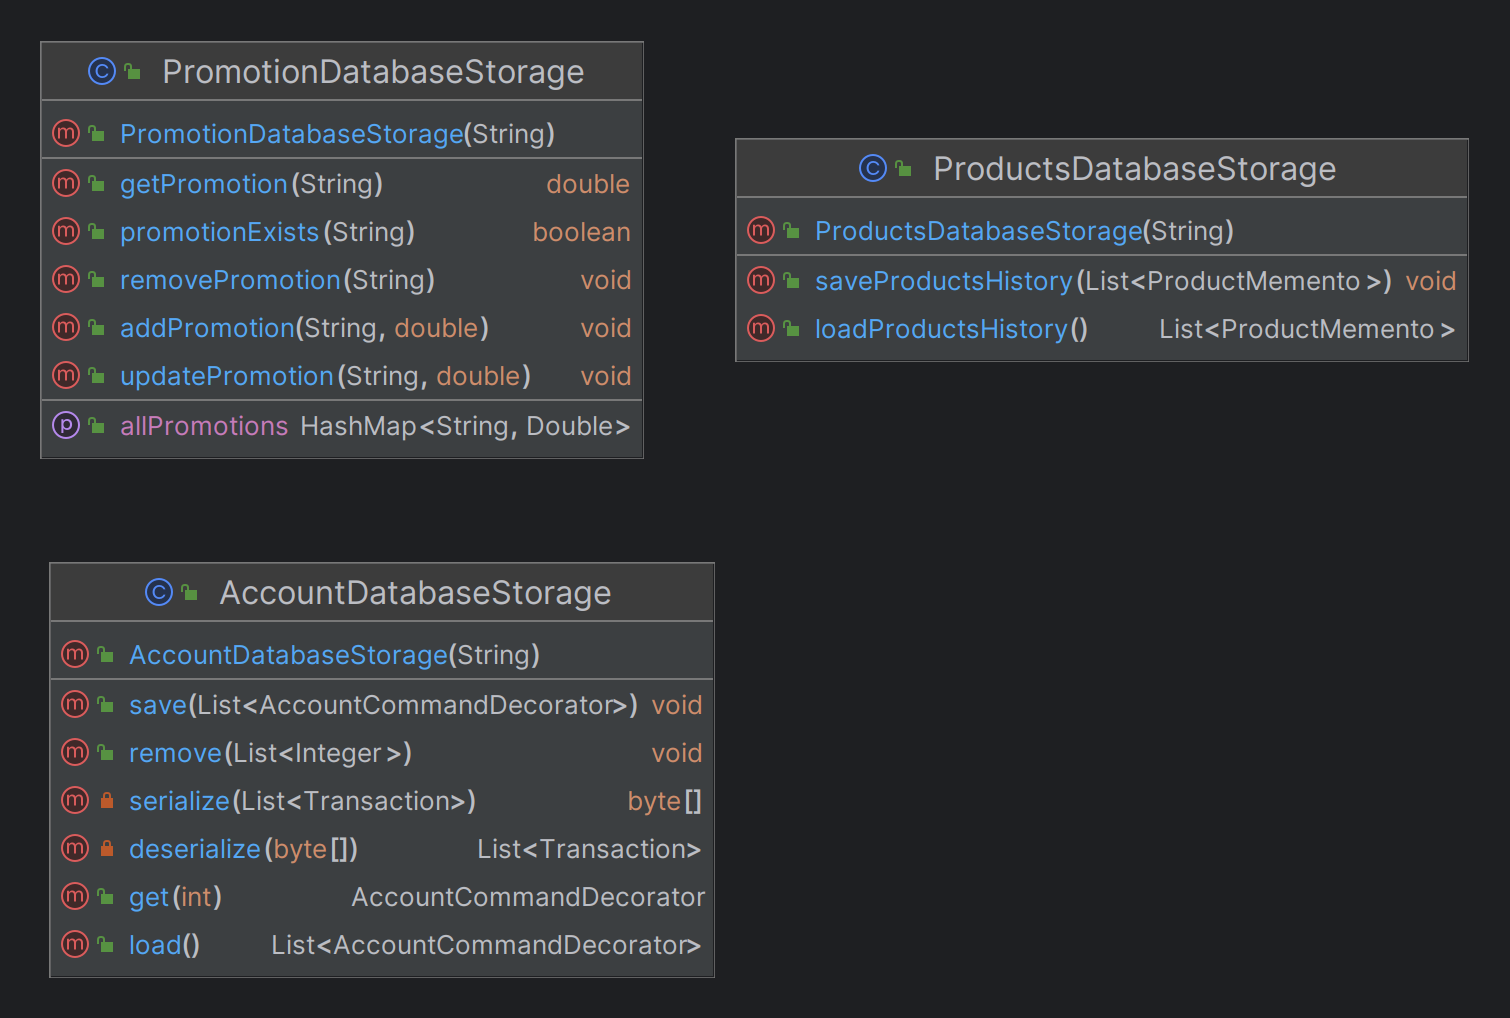 C PromotionDatabaseStorage
m PromotionDatabaseStorage(String)
m getPromotion(String) double
m promotionExists(String) boolean
m removePromotion(String) void
m addPromotion(String, double) void
m updatePromotion(String, double) void
p allPromotions HashMap<String, Double>
C ProductsDatabaseStorage
m ProductsDatabaseStorage(String)
m saveProductsHistory(List<ProductMemento>) void
m loadProductsHistory() List<ProductMemento>
C AccountDatabaseStorage
m AccountDatabaseStorage(String)
m save(List<AccountCommandDecorator>) void
m remove(List<Integer>) void
m serialize(List<Transaction>) byte[]
m deserialize(byte[]) List<Transaction>
m get(int) AccountCommandDecorator
m load() List<AccountCommandDecorator>